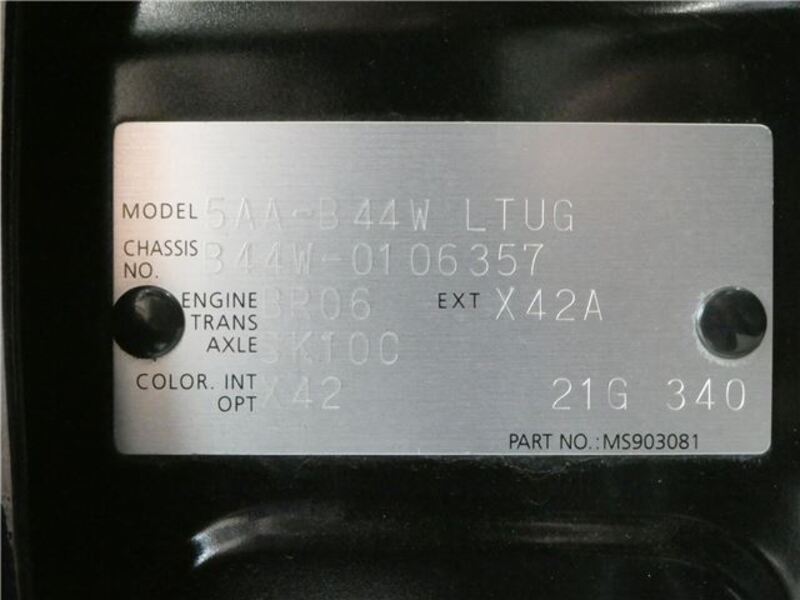 MODEL 5AA-B44W LTUG
CHASSIS NO. B44W-0106357
ENGINE BR06 EXT X42A
TRANS
AXLE SK10C
COLOR. INT X42 21G 340
OPT
PART NO.:MS903081